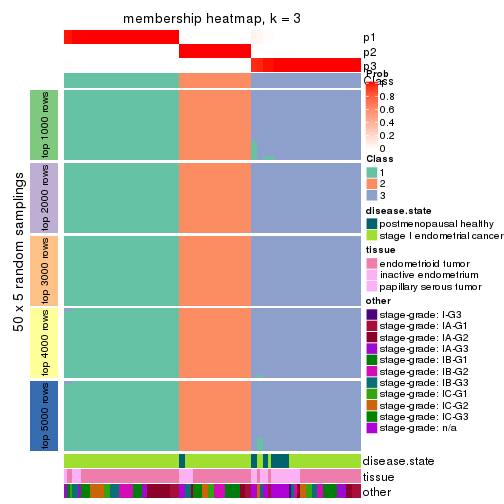 membership heatmap, k = 3
p1
p2
p3
Prob
Class
1
0.8
0.6
0.4
0.2
0
Class
1
2
3
disease.state
postmenopausal healthy
stage I endometrial cancer
tissue
endometrioid tumor
inactive endometrium
papillary serous tumor
other
stage-grade: I-G3
stage-grade: IA-G1
stage-grade: IA-G2
stage-grade: IA-G3
stage-grade: IB-G1
stage-grade: IB-G2
stage-grade: IB-G3
stage-grade: IC-G1
stage-grade: IC-G2
stage-grade: IC-G3
stage-grade: n/a
50 x 5 random samplings
top 1000 rows
top 2000 rows
top 3000 rows
top 4000 rows
top 5000 rows
disease.state
tissue
other